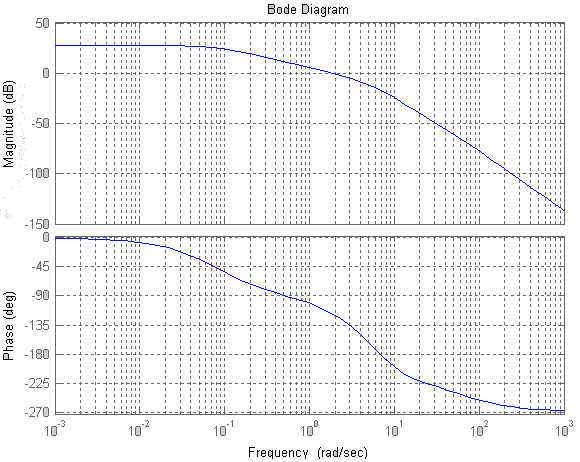 Bode Diagram
50
0
-50
-100
-150
Magnitude (dB)
0
-45
-90
-135
-180
-225
-270
Phase (deg)
10^-3 10^-2 10^-1 10^0 10^1 10^2 10^3
Frequency (rad/sec)